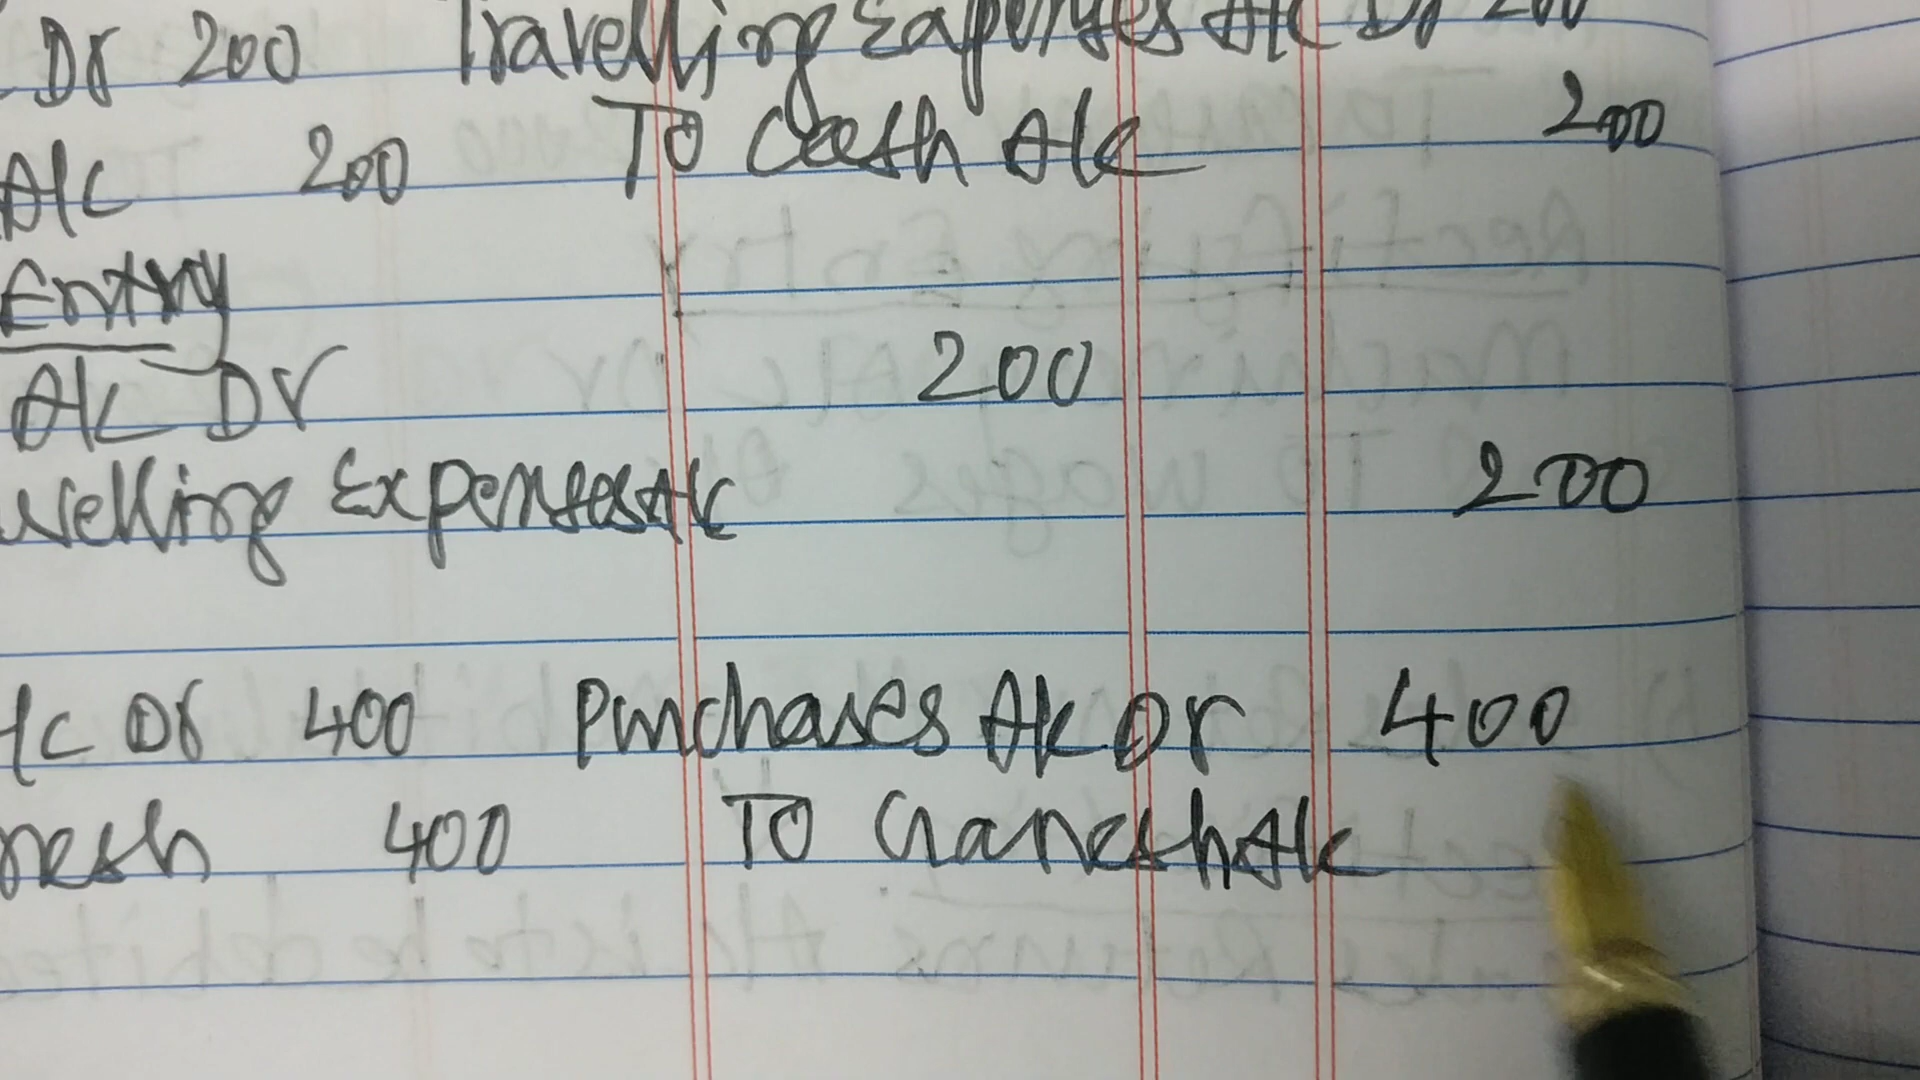 Dr 200 Travelling Expenses A/c Dr 200
A/c 200 To Cash A/c 200
Entry
A/c Dr 200
velling Expenses A/c 200
/c Dr 400 Purchases A/c Dr 400
nesh 400 To Ganesh A/c